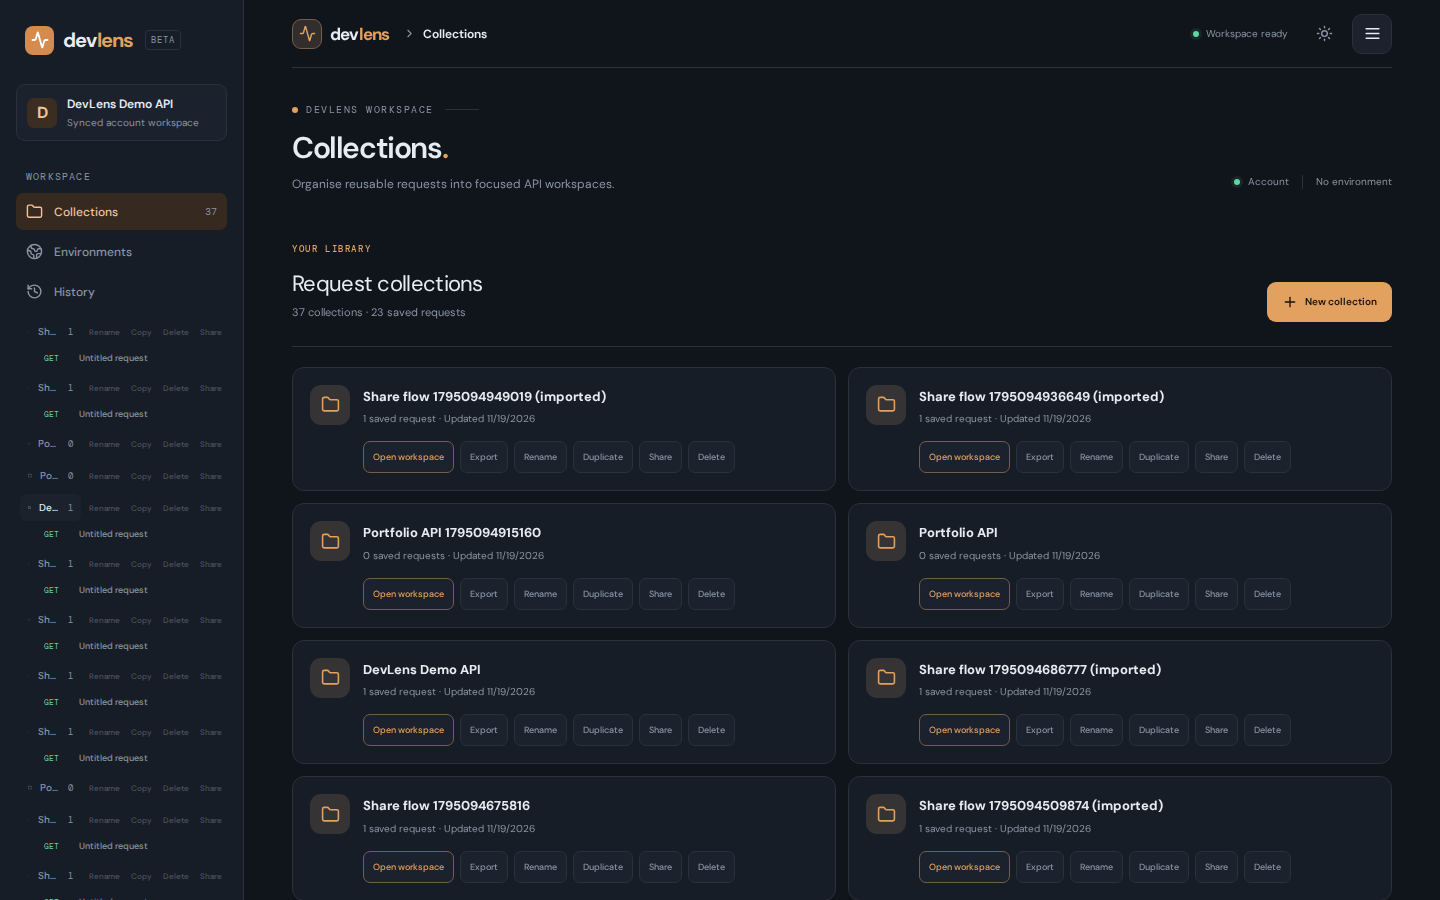 devlens BETA
D
DevLens Demo API
Synced account workspace
WORKSPACE
Collections 37
Environments
History
Sh... 1 Rename Copy Delete Share
GET Untitled request
Sh... 1 Rename Copy Delete Share
GET Untitled request
Po... 0 Rename Copy Delete Share
Po... 0 Rename Copy Delete Share
De... 1 Rename Copy Delete Share
GET Untitled request
Sh... 1 Rename Copy Delete Share
GET Untitled request
Sh... 1 Rename Copy Delete Share
GET Untitled request
Sh... 1 Rename Copy Delete Share
GET Untitled request
Sh... 1 Rename Copy Delete Share
GET Untitled request
Po... 0 Rename Copy Delete Share
Sh... 1 Rename Copy Delete Share
GET Untitled request
Sh... 1 Rename Copy Delete Share
devlens > Collections
Workspace ready
DEVLENS WORKSPACE
Collections.
Organise reusable requests into focused API workspaces.
Account No environment
YOUR LIBRARY
Request collections
37 collections · 23 saved requests
New collection
Share flow 1795094949019 (imported)
1 saved request · Updated 11/19/2026
Open workspace Export Rename Duplicate Share Delete
Share flow 1795094936649 (imported)
1 saved request · Updated 11/19/2026
Open workspace Export Rename Duplicate Share Delete
Portfolio API 1795094915160
0 saved requests · Updated 11/19/2026
Open workspace Export Rename Duplicate Share Delete
Portfolio API
0 saved requests · Updated 11/19/2026
Open workspace Export Rename Duplicate Share Delete
DevLens Demo API
1 saved request · Updated 11/19/2026
Open workspace Export Rename Duplicate Share Delete
Share flow 1795094686777 (imported)
1 saved request · Updated 11/19/2026
Open workspace Export Rename Duplicate Share Delete
Share flow 1795094675816
1 saved request · Updated 11/19/2026
Open workspace Export Rename Duplicate Share Delete
Share flow 1795094509874 (imported)
1 saved request · Updated 11/19/2026
Open workspace Export Rename Duplicate Share Delete